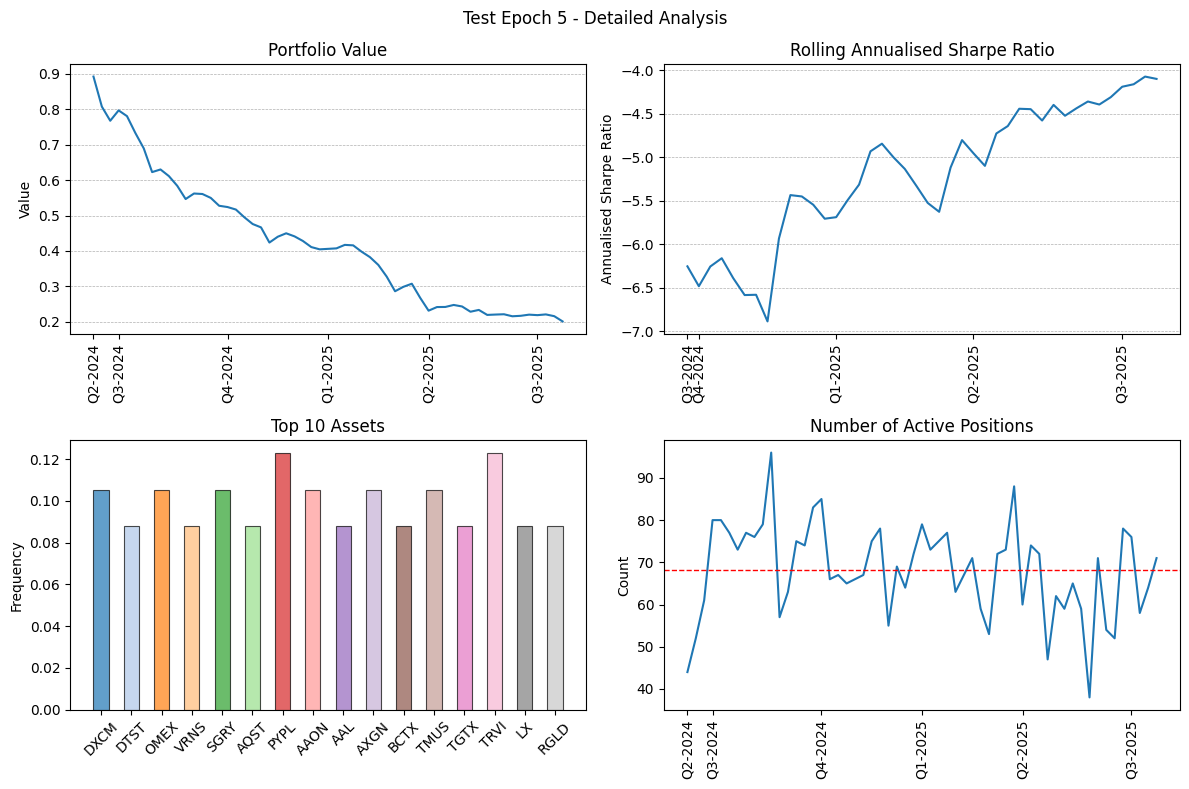 Test Epoch 5 - Detailed Analysis
Portfolio Value
Value
0.9
0.8
0.7
0.6
0.5
0.4
0.3
0.2
Q2-2024
Q3-2024
Q4-2024
Q1-2025
Q2-2025
Q3-2025
Rolling Annualised Sharpe Ratio
Annualised Sharpe Ratio
−4.0
−4.5
−5.0
−5.5
−6.0
−6.5
−7.0
Q3-2024
Q4-2024
Q1-2025
Q2-2025
Q3-2025
Top 10 Assets
Frequency
0.12
0.10
0.08
0.06
0.04
0.02
0.00
DXCM
DTST
OMEX
VRNS
SGRY
AQST
PYPL
AAON
AAL
AXGN
BCTX
TMUS
TGTX
TRVI
LX
RGLD
Number of Active Positions
Count
90
80
70
60
50
40
Q2-2024
Q3-2024
Q4-2024
Q1-2025
Q2-2025
Q3-2025